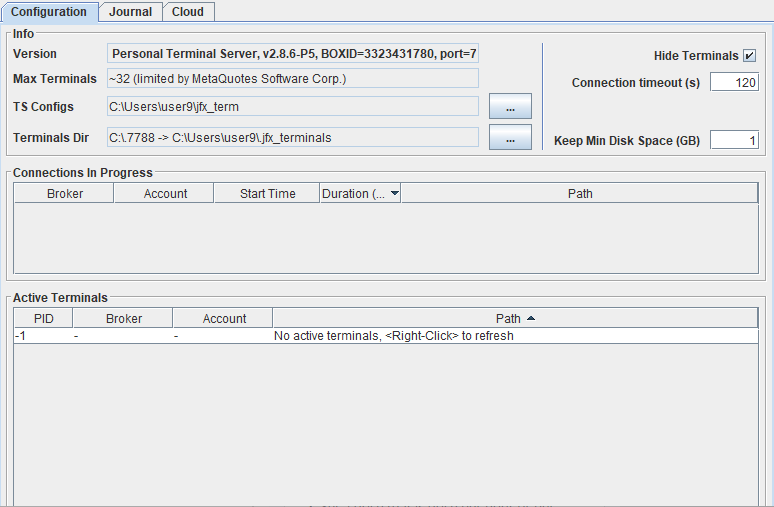 Configuration Journal Cloud
Info
Version Personal Terminal Server, v2.8.6-P5, BOXID=3323431780, port=7 Hide Terminals
Max Terminals ~32 (limited by MetaQuotes Software Corp.) Connection timeout (s) 120
TS Configs C:\Users\user9\jfx_term ...
Terminals Dir C:\.7788 -> C:\Users\user9\.jfx_terminals ... Keep Min Disk Space (GB) 1
Connections In Progress
Broker Account Start Time Duration (... Path
Active Terminals
PID Broker Account Path
-1 - - No active terminals, <Right-Click> to refresh